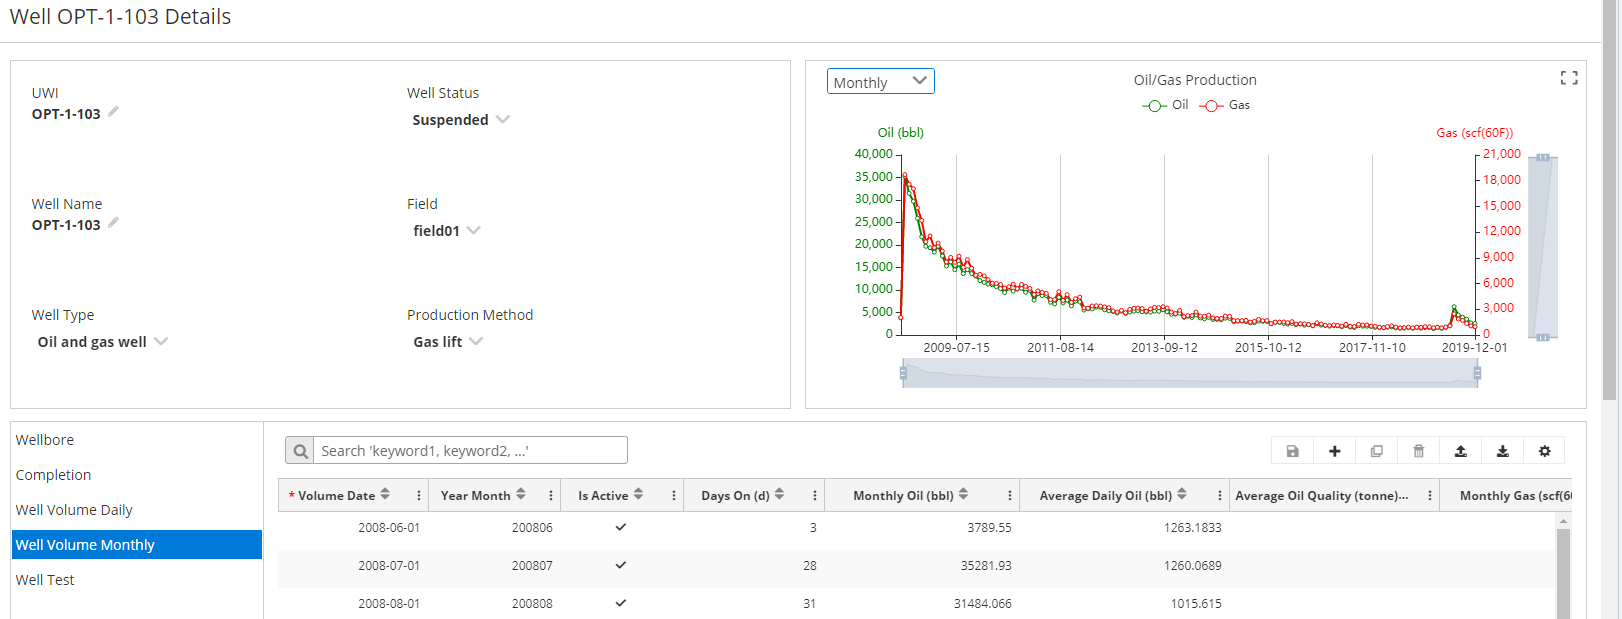 Well OPT-1-103 Details
UWI
OPT-1-103
Well Status
Suspended
Well Name
OPT-1-103
Field
field01
Well Type
Oil and gas well
Production Method
Gas lift
Monthly
Oil/Gas Production
Oil Gas
Oil (bbl)
Gas (scf(60F))
40,000
35,000
30,000
25,000
20,000
15,000
10,000
5,000
0
21,000
18,000
15,000
12,000
9,000
6,000
3,000
0
2009-07-15 2011-08-14 2013-09-12 2015-10-12 2017-11-10 2019-12-01
Wellbore
Completion
Well Volume Daily
Well Volume Monthly
Well Test
Search 'keyword1, keyword2, ...'
* Volume Date Year Month Is Active Days On (d) Monthly Oil (bbl) Average Daily Oil (bbl) Average Oil Quality (tonne)... Monthly Gas (scf(6
2008-06-01 200806 3 3789.55 1263.1833
2008-07-01 200807 28 35281.93 1260.0689
2008-08-01 200808 31 31484.066 1015.615